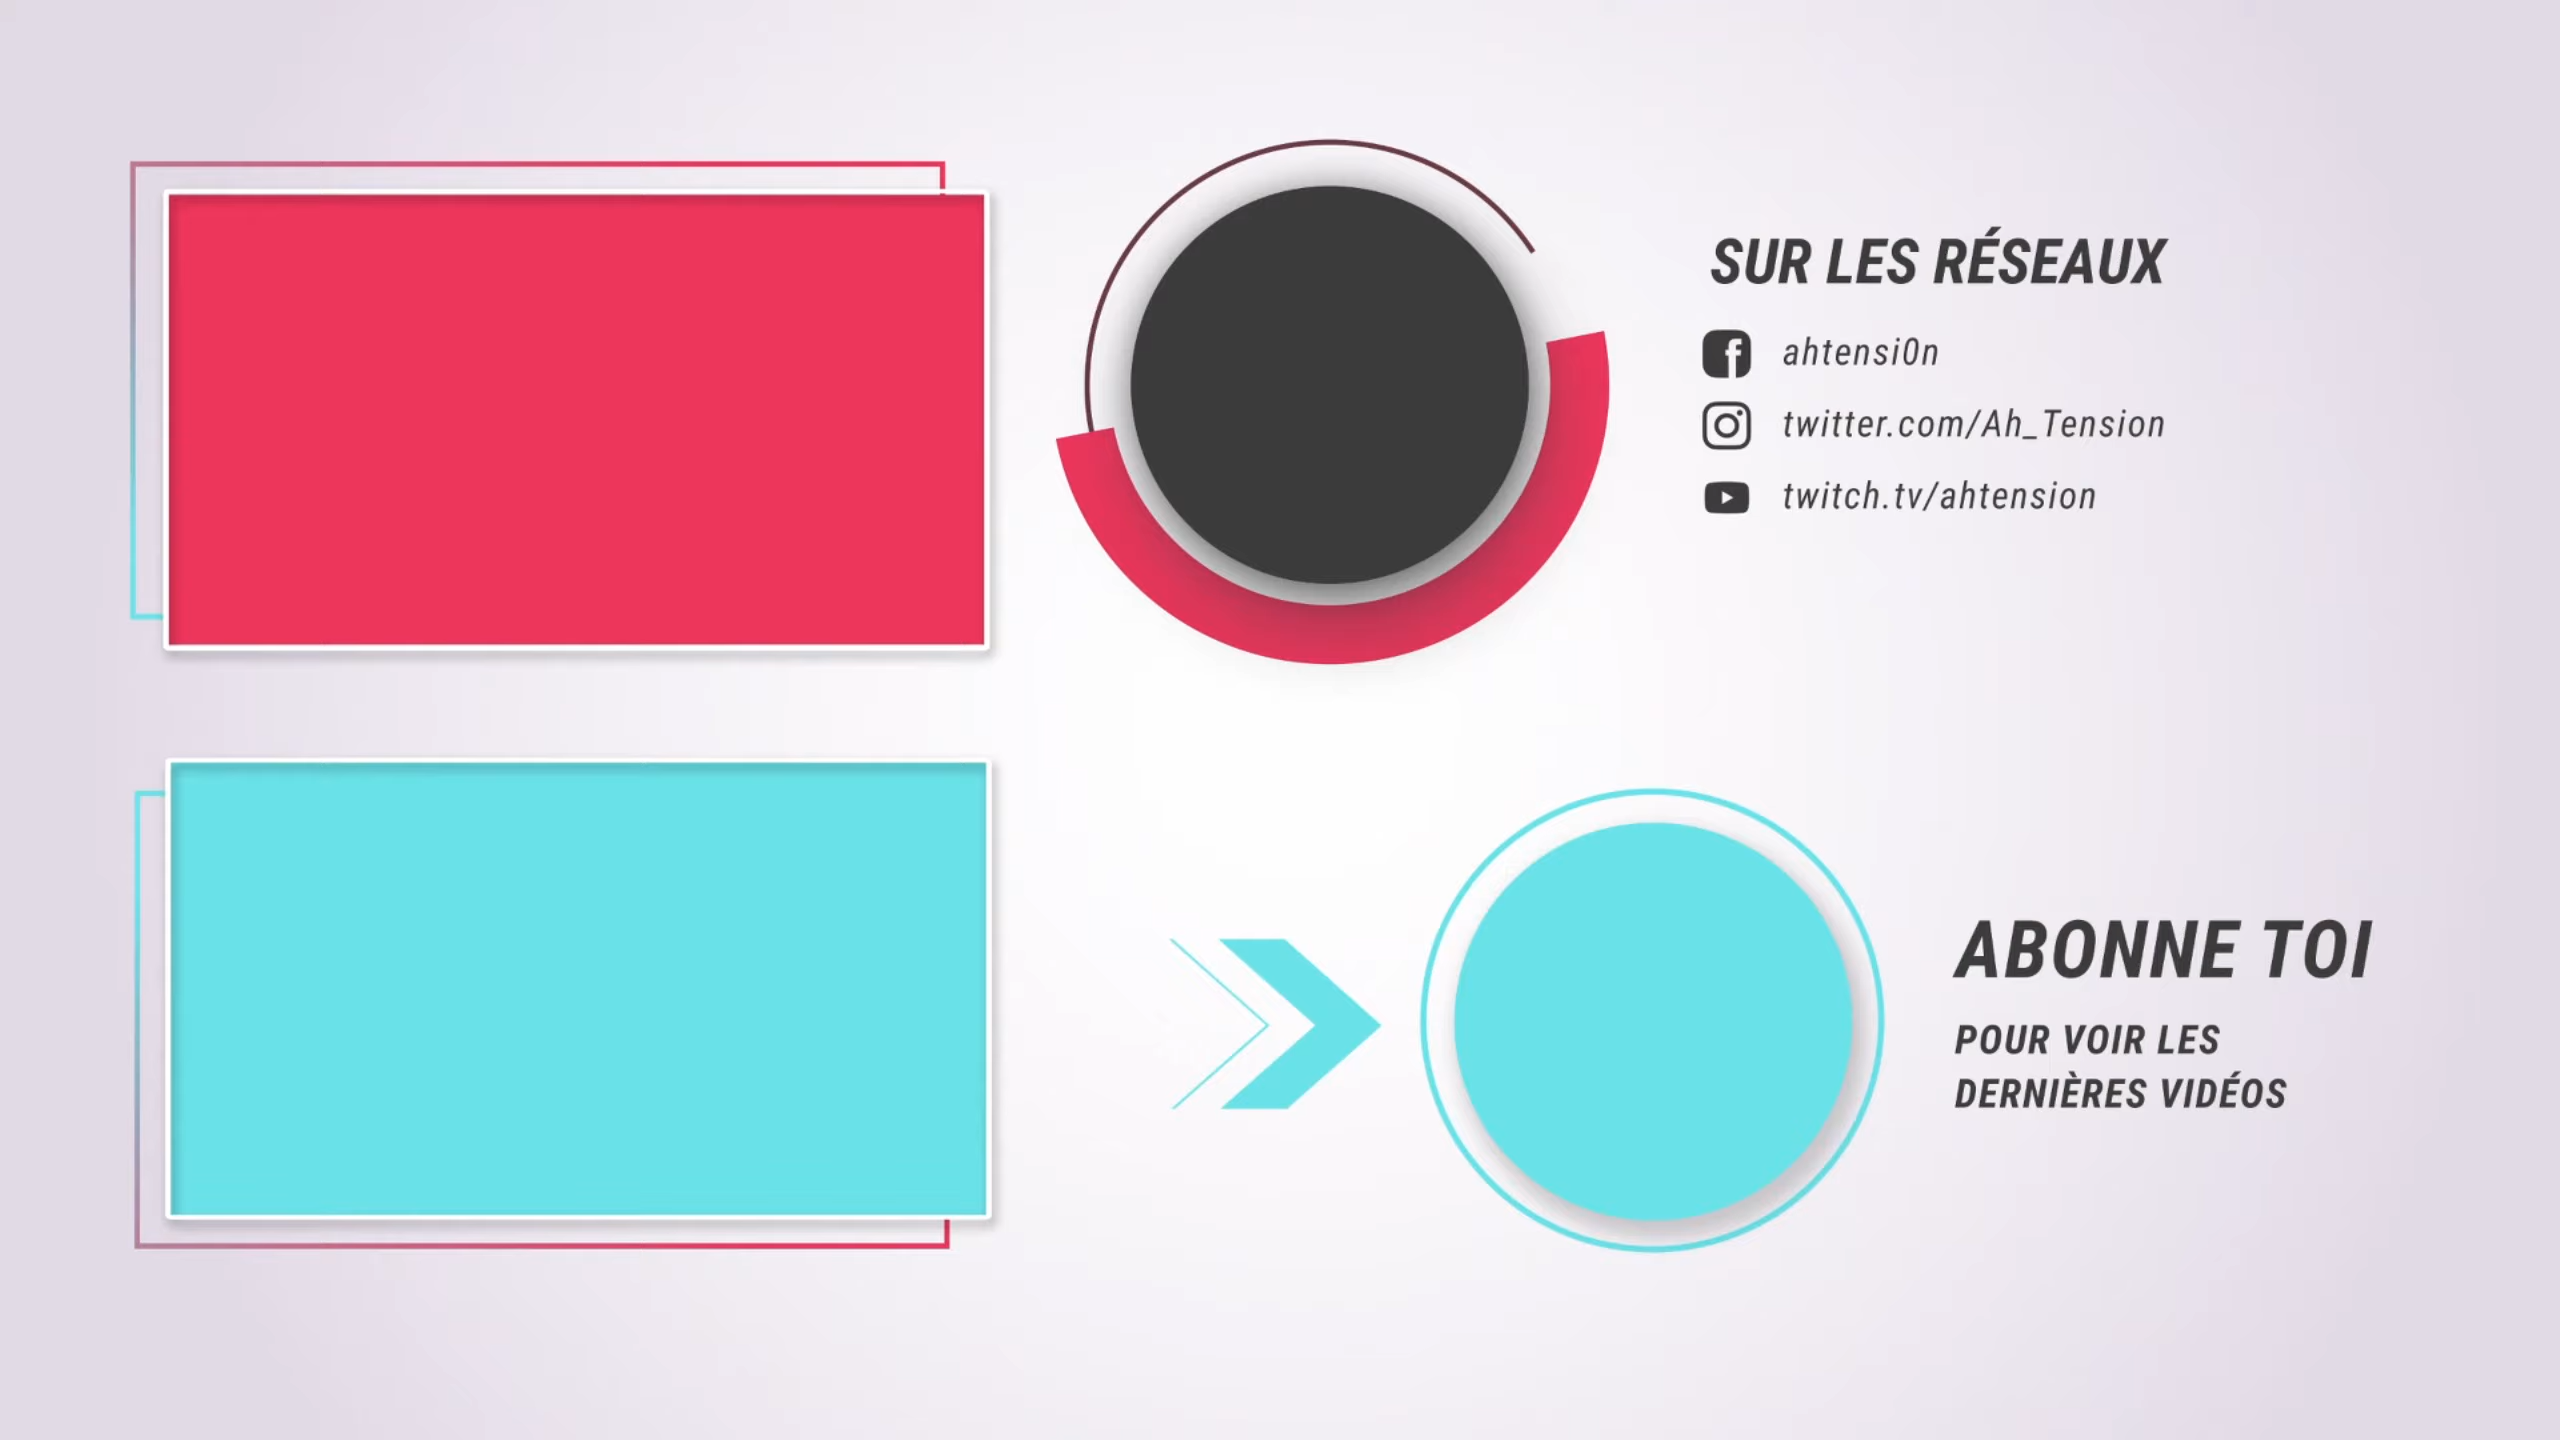 SUR LES RÉSEAUX
ahtensi0n
twitter.com/Ah_Tension
twitch.tv/ahtension
ABONNE TOI
POUR VOIR LES
DERNIÈRES VIDÉOS